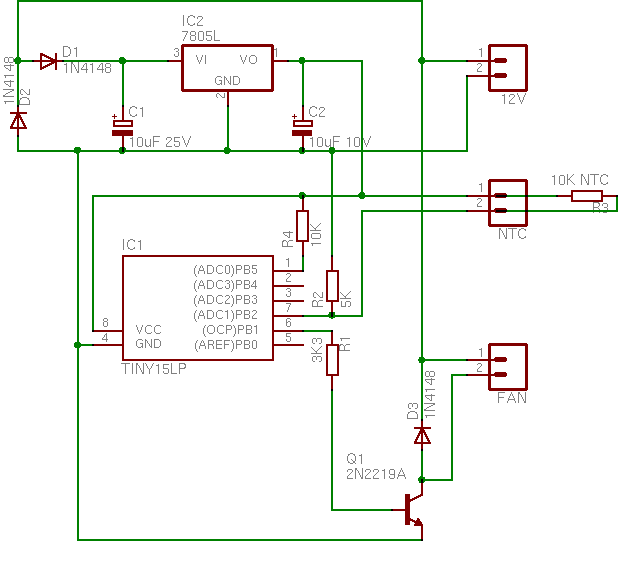 IC2
7805L
3
VI
VO
1
GND
2
D1
1N4148
1N4148
D2
+
C1
10uF 25V
+
C2
10uF 10V
1
2
12V
1
2
NTC
10K NTC
R3
R4
10K
R2
5K
IC1
(ADC0)PB5
(ADC3)PB4
(ADC2)PB3
(ADC1)PB2
(OCP)PB1
(AREF)PB0
1
2
3
7
6
5
8
VCC
4
GND
TINY15LP
3K3
R1
1
2
FAN
D3
1N4148
Q1
2N2219A